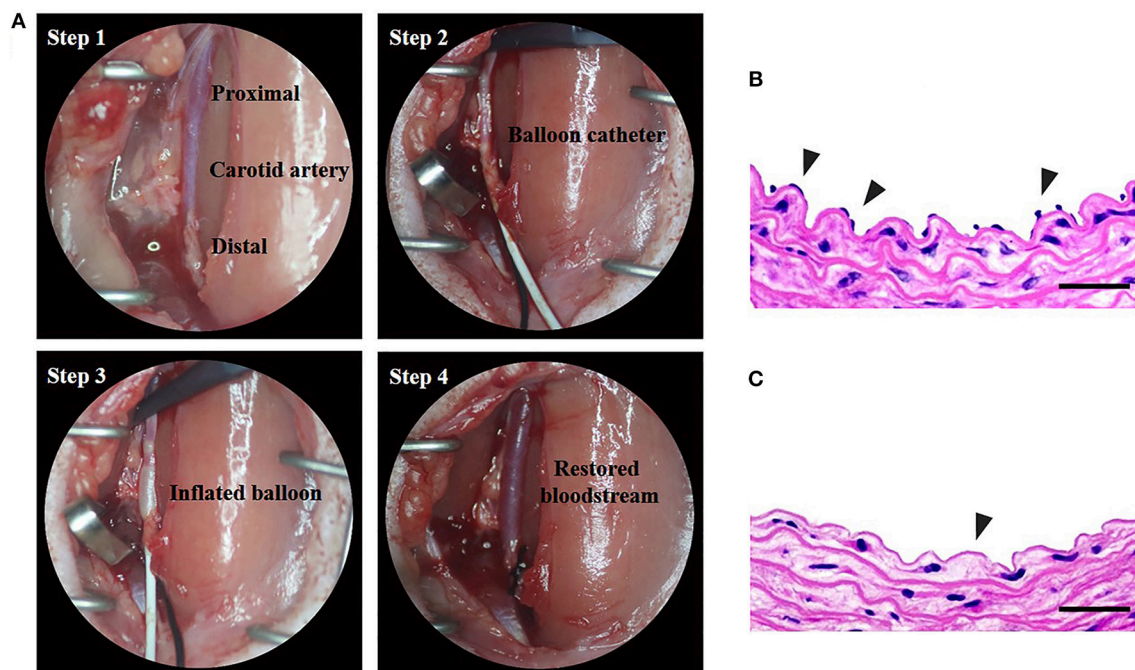 A
Step 1
Proximal
Carotid artery
Distal
Step 2
Balloon catheter
Step 3
Inflated balloon
Step 4
Restored
bloodstream
B
C